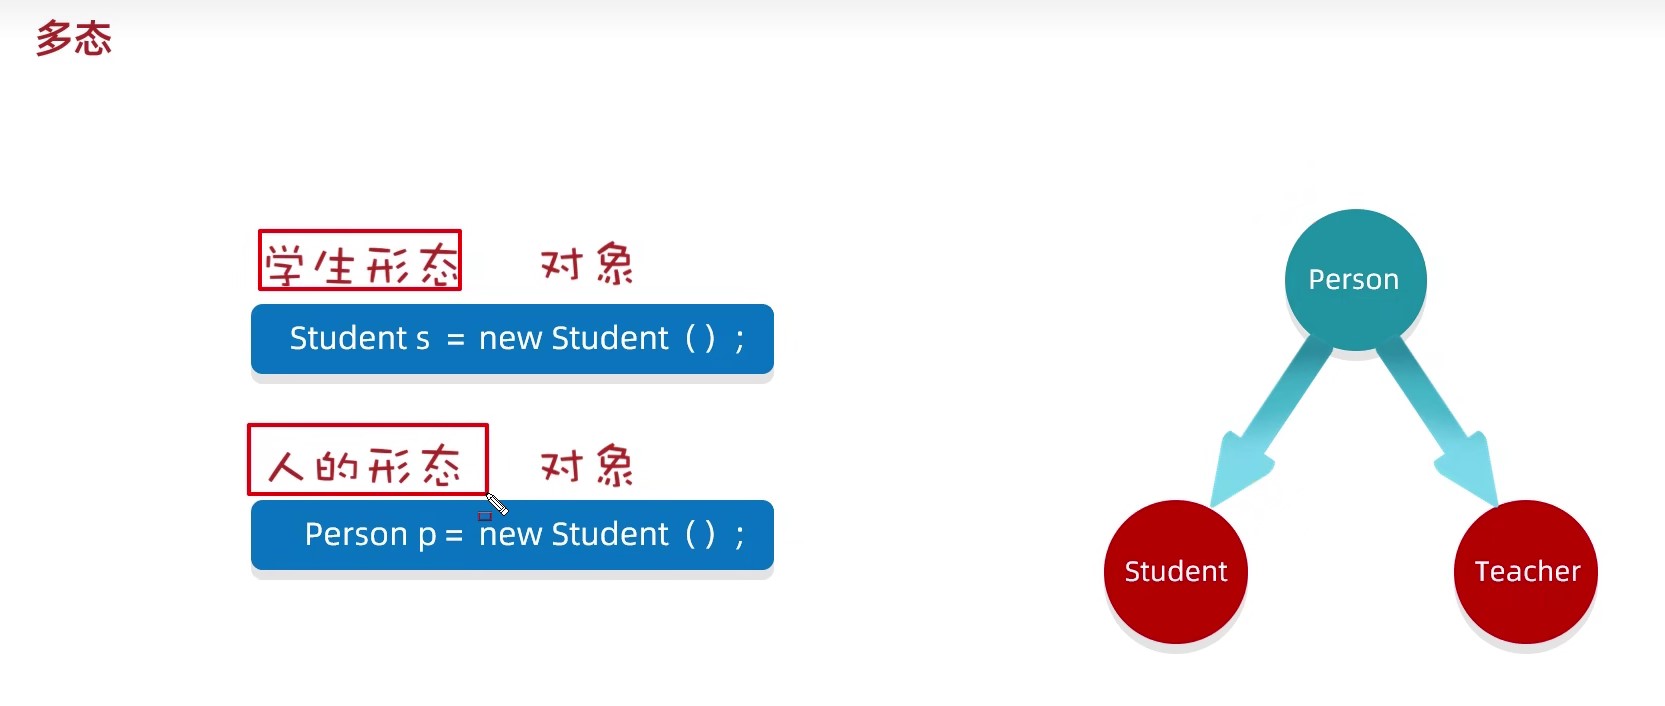 多态
学生形态 对象
Student s = new Student () ;
人的形态 对象
Person p = new Student () ;
Person
Student
Teacher